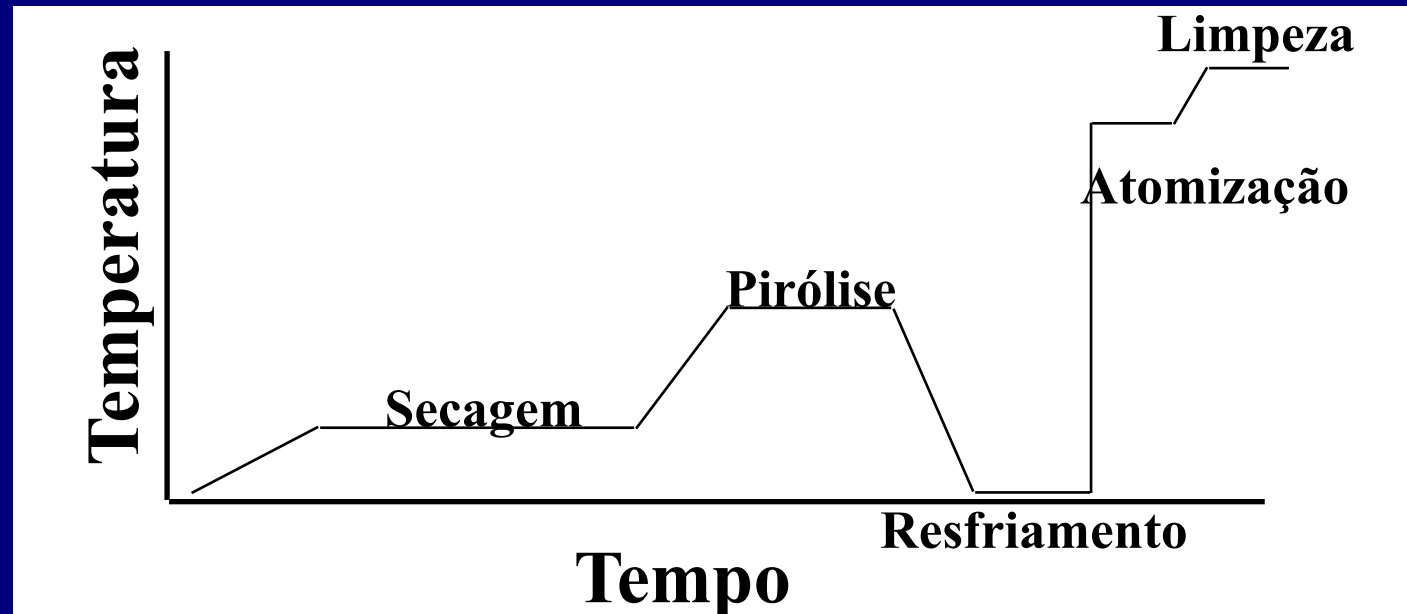 Limpeza
Temperatura
Atomização
Pirólise
Secagem
Resfriamento
Tempo